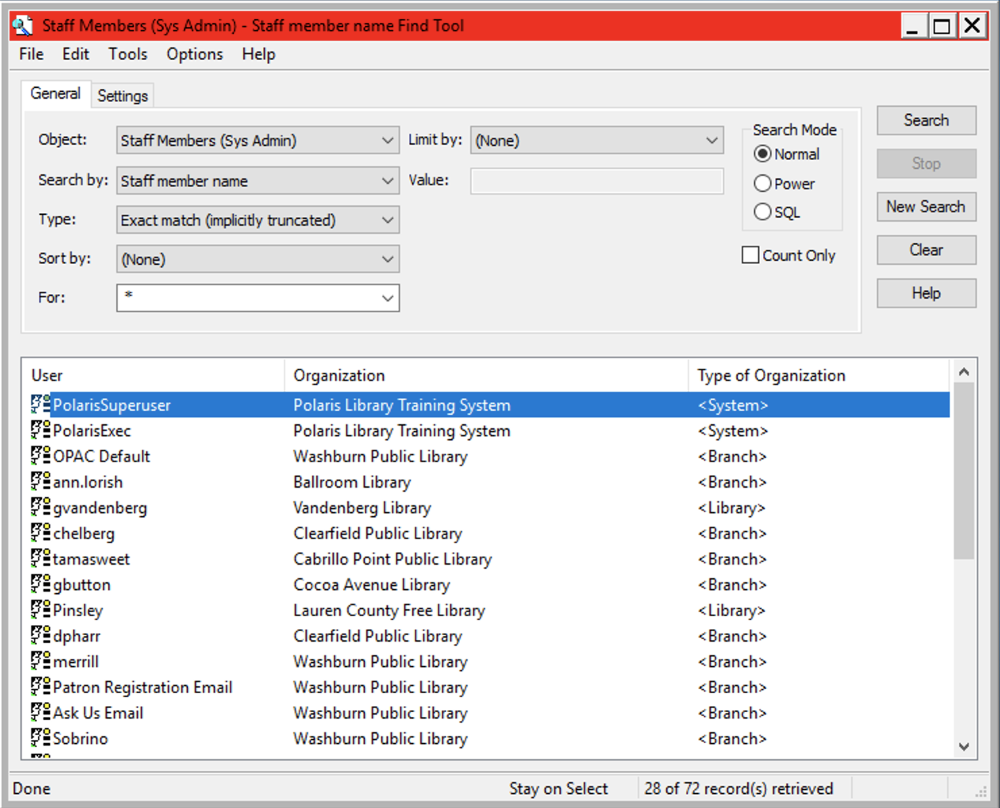 Staff Members (Sys Admin) - Staff member name Find Tool
File Edit Tools Options Help
General Settings
Object: Staff Members (Sys Admin) Limit by: (None) Search Mode Search
Normal
Search by: Staff member name Value: Power Stop
Type: Exact match (implicitly truncated) SQL New Search
Sort by: (None) Count Only Clear
For: * Help
User Organization Type of Organization
PolarisSuperuser Polaris Library Training System <System>
PolarisExec Polaris Library Training System <System>
OPAC Default Washburn Public Library <Branch>
ann.lorish Ballroom Library <Branch>
gvandenberg Vandenberg Library <Library>
chelberg Clearfield Public Library <Branch>
tamasweet Cabrillo Point Public Library <Branch>
gbutton Cocoa Avenue Library <Branch>
Pinsley Lauren County Free Library <Library>
dpharr Clearfield Public Library <Branch>
merrill Washburn Public Library <Branch>
Patron Registration Email Washburn Public Library <Branch>
Ask Us Email Washburn Public Library <Branch>
Sobrino Washburn Public Library <Branch>
Done Stay on Select 28 of 72 record(s) retrieved